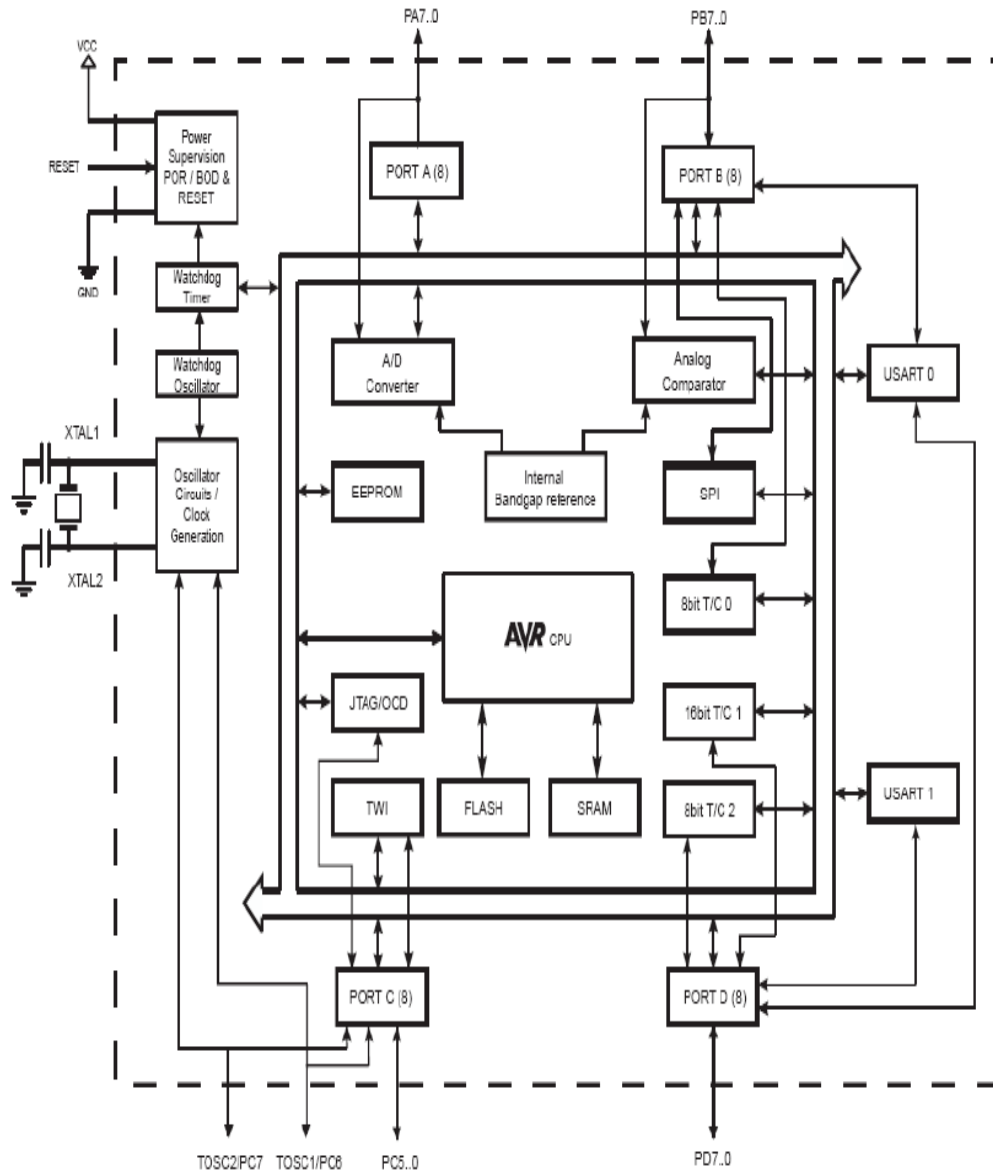 PA7..0
PB7..0
VCC
RESET
GND
Power
Supervision
POR / BOD &
RESET
PORT A (8)
PORT B (8)
Watchdog
Timer
Watchdog
Oscillator
A/D
Converter
Analog
Comparator
USART 0
XTAL1
XTAL2
Oscillator
Circuits /
Clock
Generation
EEPROM
Internal
Bandgap reference
SPI
8bit T/C 0
AVR CPU
JTAG/OCD
16bit T/C 1
TWI
FLASH
SRAM
8bit T/C 2
USART 1
PORT C (8)
PORT D (8)
TOSC2/PC7
TOSC1/PC6
PC5..0
PD7..0